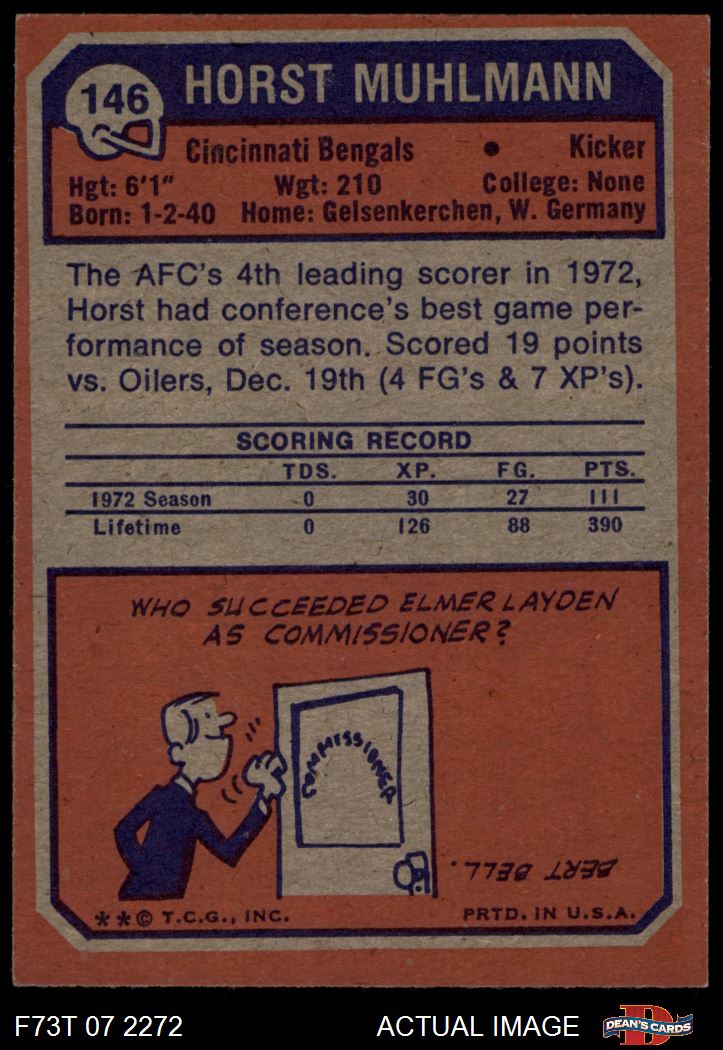 146
HORST MUHLMANN
Cincinnati Bengals • Kicker
Hgt: 6'1" Wgt: 210 College: None
Born: 1-2-40 Home: Gelsenkerchen, W. Germany
The AFC's 4th leading scorer in 1972,
Horst had conference's best game per-
formance of season. Scored 19 points
vs. Oilers, Dec. 19th (4 FG's & 7 XP's).
SCORING RECORD
TDS. XP. FG. PTS.
1972 Season 0 30 27 111
Lifetime 0 126 88 390
WHO SUCCEEDED ELMER LAYDEN
AS COMMISSIONER?
COMMISSIONER
BERT BELL.
**© T.C.G., INC. PRTD. IN U.S.A.
F73T 07 2272 ACTUAL IMAGE D DEAN'S CARDS